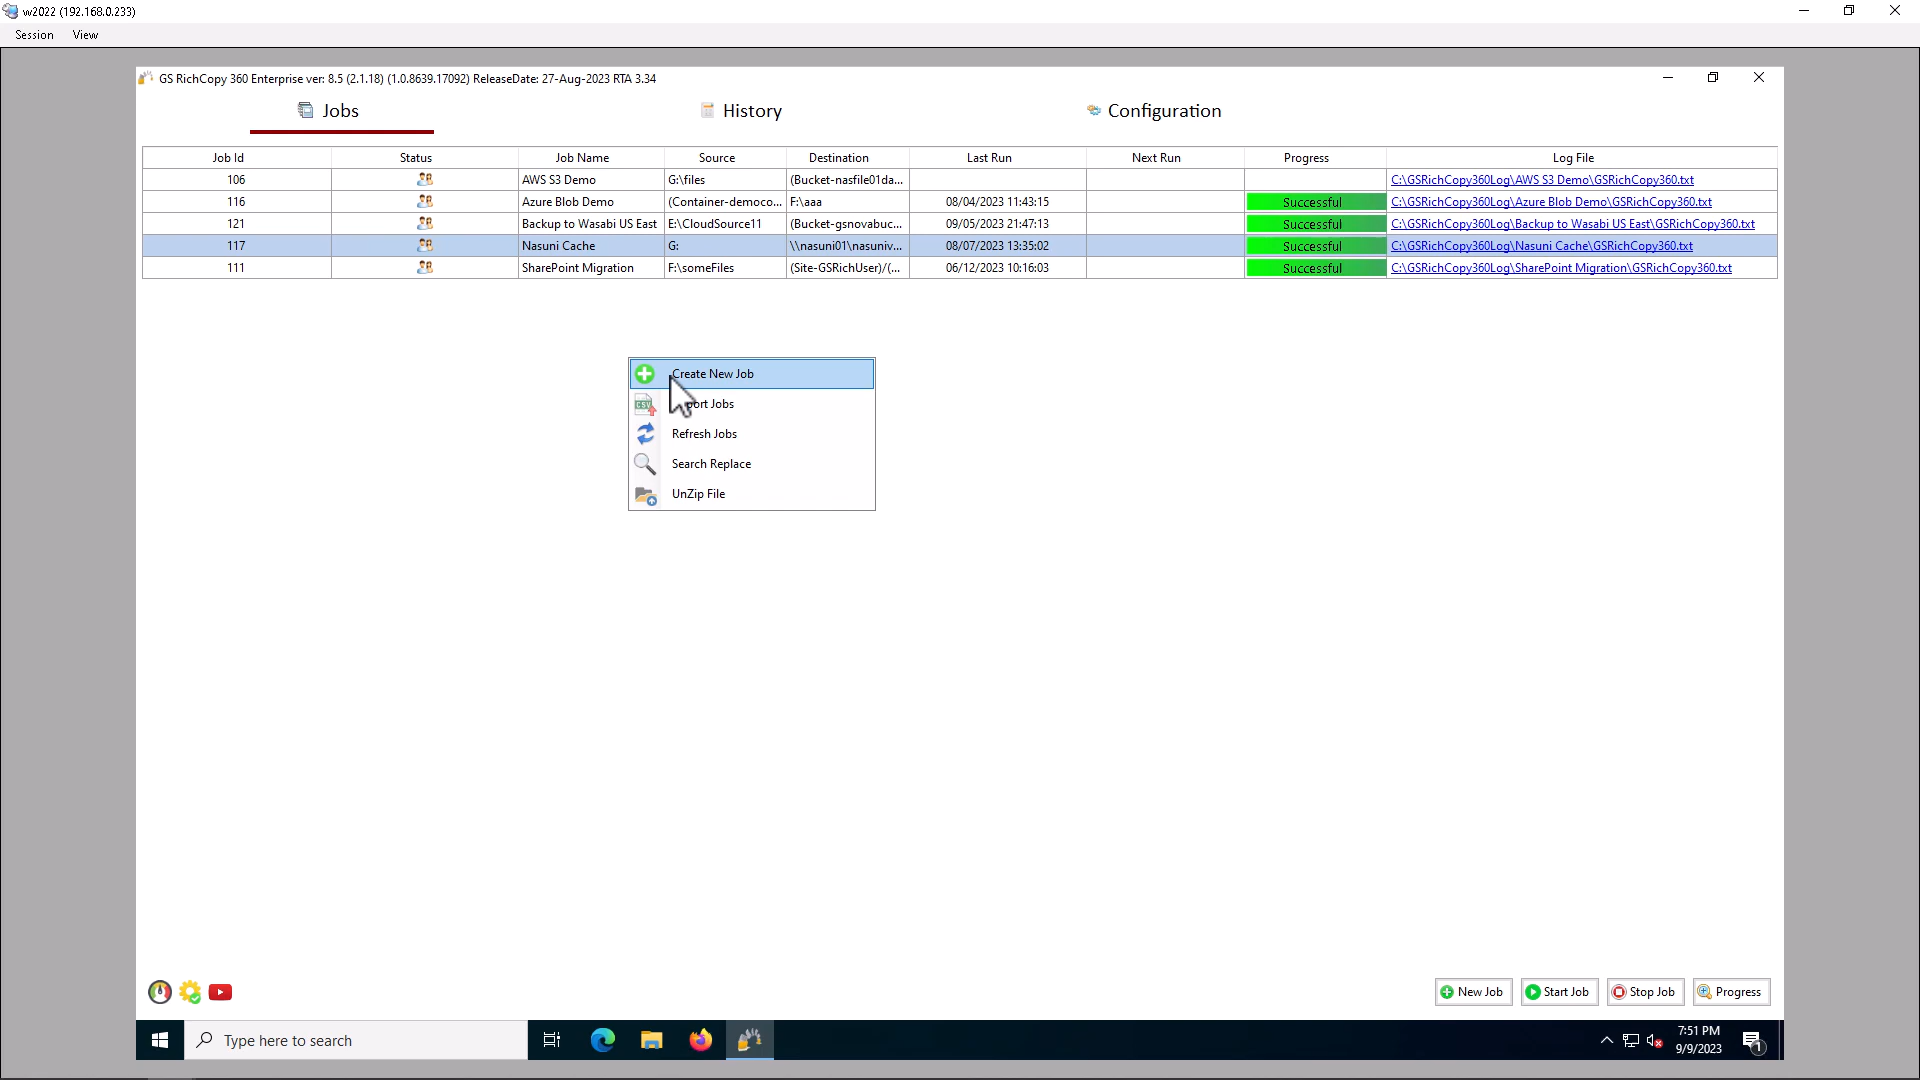 w2022 (192.168.0.233)
Session View
GS RichCopy 360 Enterprise ver: 8.5 (2.1.18) (1.0.8639.17092) ReleaseDate: 27-Aug-2023 RTA 3.34
Jobs History Configuration
Job Id Status Job Name Source Destination Last Run Next Run Progress Log File
106 AWS S3 Demo G:\files (Bucket-nasfile01da... C:\GSRichCopy360Log\AWS S3 Demo\GSRichCopy360.txt
116 Azure Blob Demo (Container-democo... F:\aaa 08/04/2023 11:43:15 Successful C:\GSRichCopy360Log\Azure Blob Demo\GSRichCopy360.txt
121 Backup to Wasabi US East E:\CloudSource11 (Bucket-gsnovabuc... 09/05/2023 21:47:13 Successful C:\GSRichCopy360Log\Backup to Wasabi US East\GSRichCopy360.txt
117 Nasuni Cache G: \\nasuni01\nasuniv... 08/07/2023 13:35:02 Successful C:\GSRichCopy360Log\Nasuni Cache\GSRichCopy360.txt
111 SharePoint Migration F:\someFiles (Site-GSRichUser)/(... 06/12/2023 10:16:03 Successful C:\GSRichCopy360Log\SharePoint Migration\GSRichCopy360.txt
Create New Job
Jobs
Refresh Jobs
Search Replace
UnZip File
New Job Start Job Stop Job Progress
Type here to search
7:51 PM
9/9/2023
1